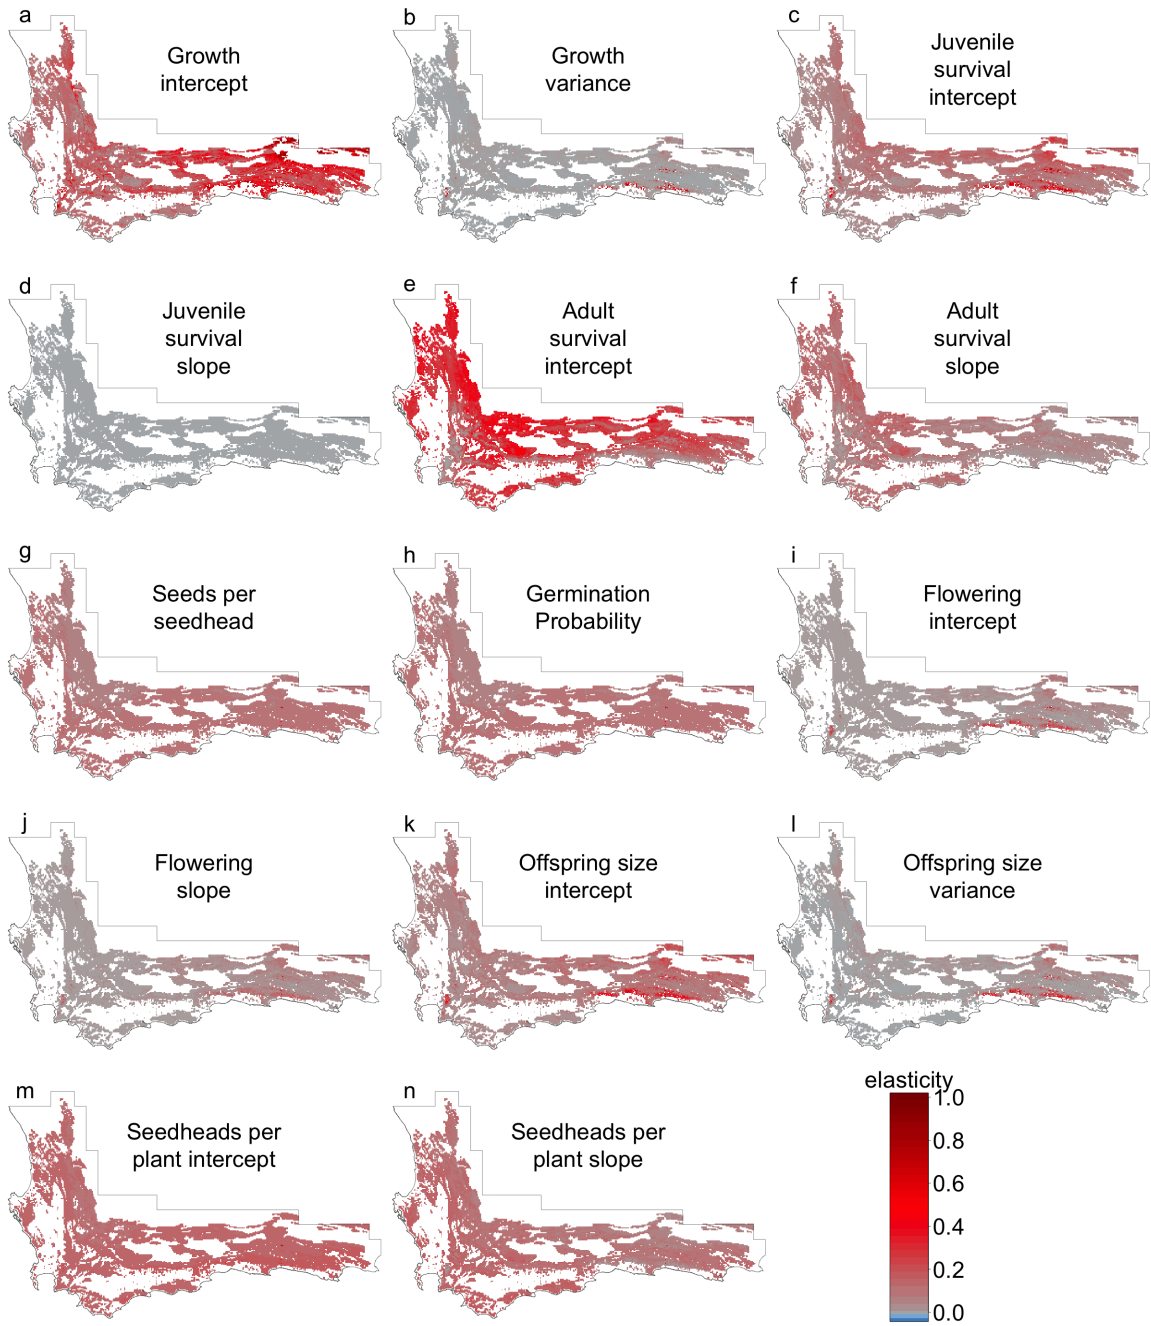 a
Growth
intercept
b
Growth
variance
c
Juvenile
survival
intercept
d
Juvenile
survival
slope
e
Adult
survival
intercept
f
Adult
survival
slope
g
Seeds per
seedhead
h
Germination
Probability
i
Flowering
intercept
j
Flowering
slope
k
Offspring size
intercept
l
Offspring size
variance
m
Seedheads per
plant intercept
n
Seedheads per
plant slope
elasticity
1.0
0.8
0.6
0.4
0.2
0.0